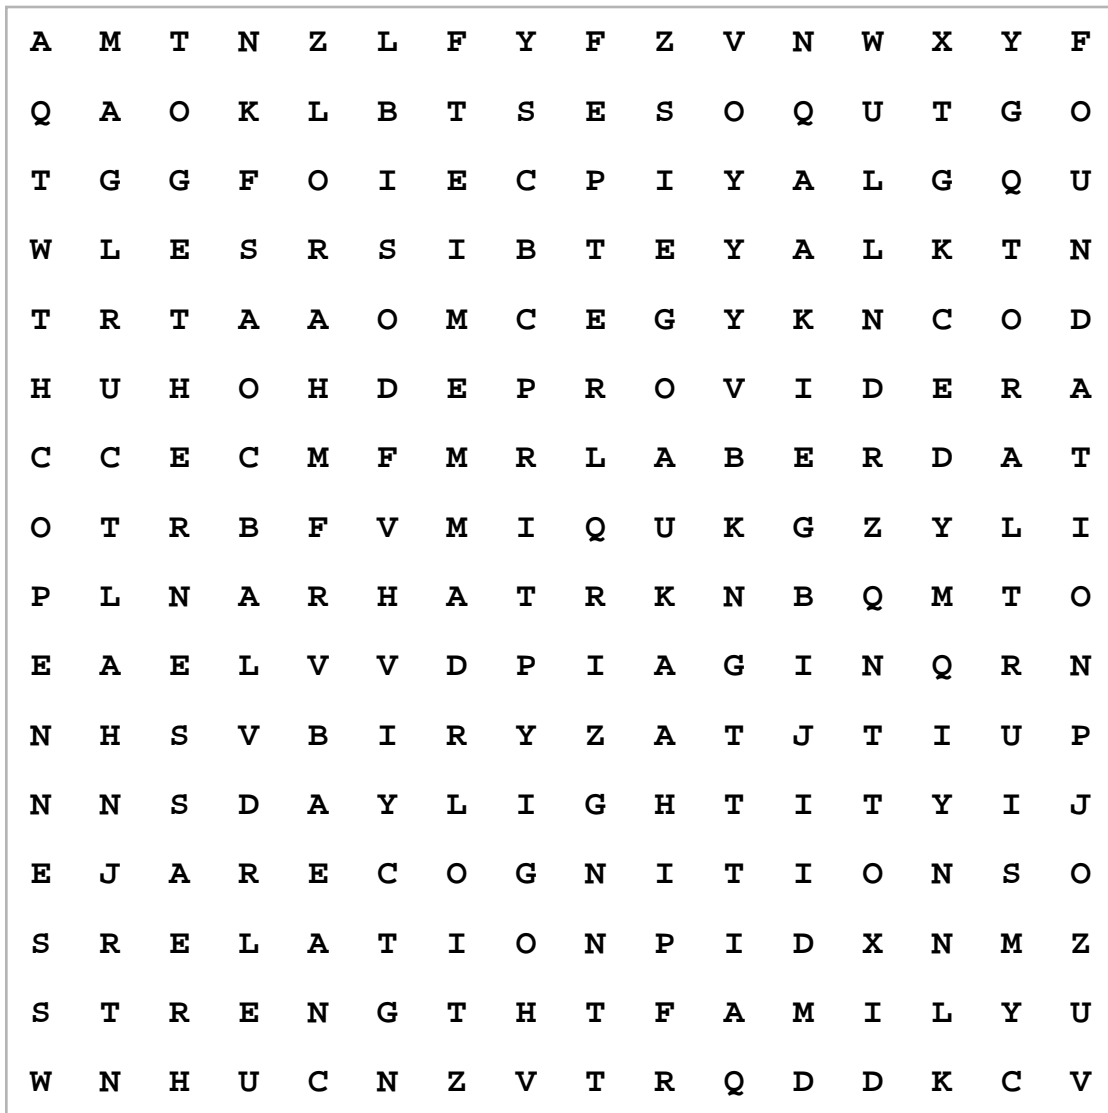 A M T N Z L F Y F Z V N W X Y F
Q A O K L B T S E S O Q U T G O
T G G F O I E C P I Y A L G Q U
W L E S R S I B T E Y A L K T N
T R T A A O M C E G Y K N C O D
H U H O H D E P R O V I D E R A
C C E C M F M R L A B E R D A T
O T R B F V M I Q U K G Z Y L I
P L N A R H A T R K N B Q M T O
E A E L V V D P I A G I N Q R N
N H S V B I R Y Z A T J T I U P
N N S D A Y L I G H T I T Y I J
E J A R E C O G N I T I O N S O
S R E L A T I O N P I D X N M Z
S T R E N G T H T F A M I L Y U
W N H U C N Z V T R Q D D K C V